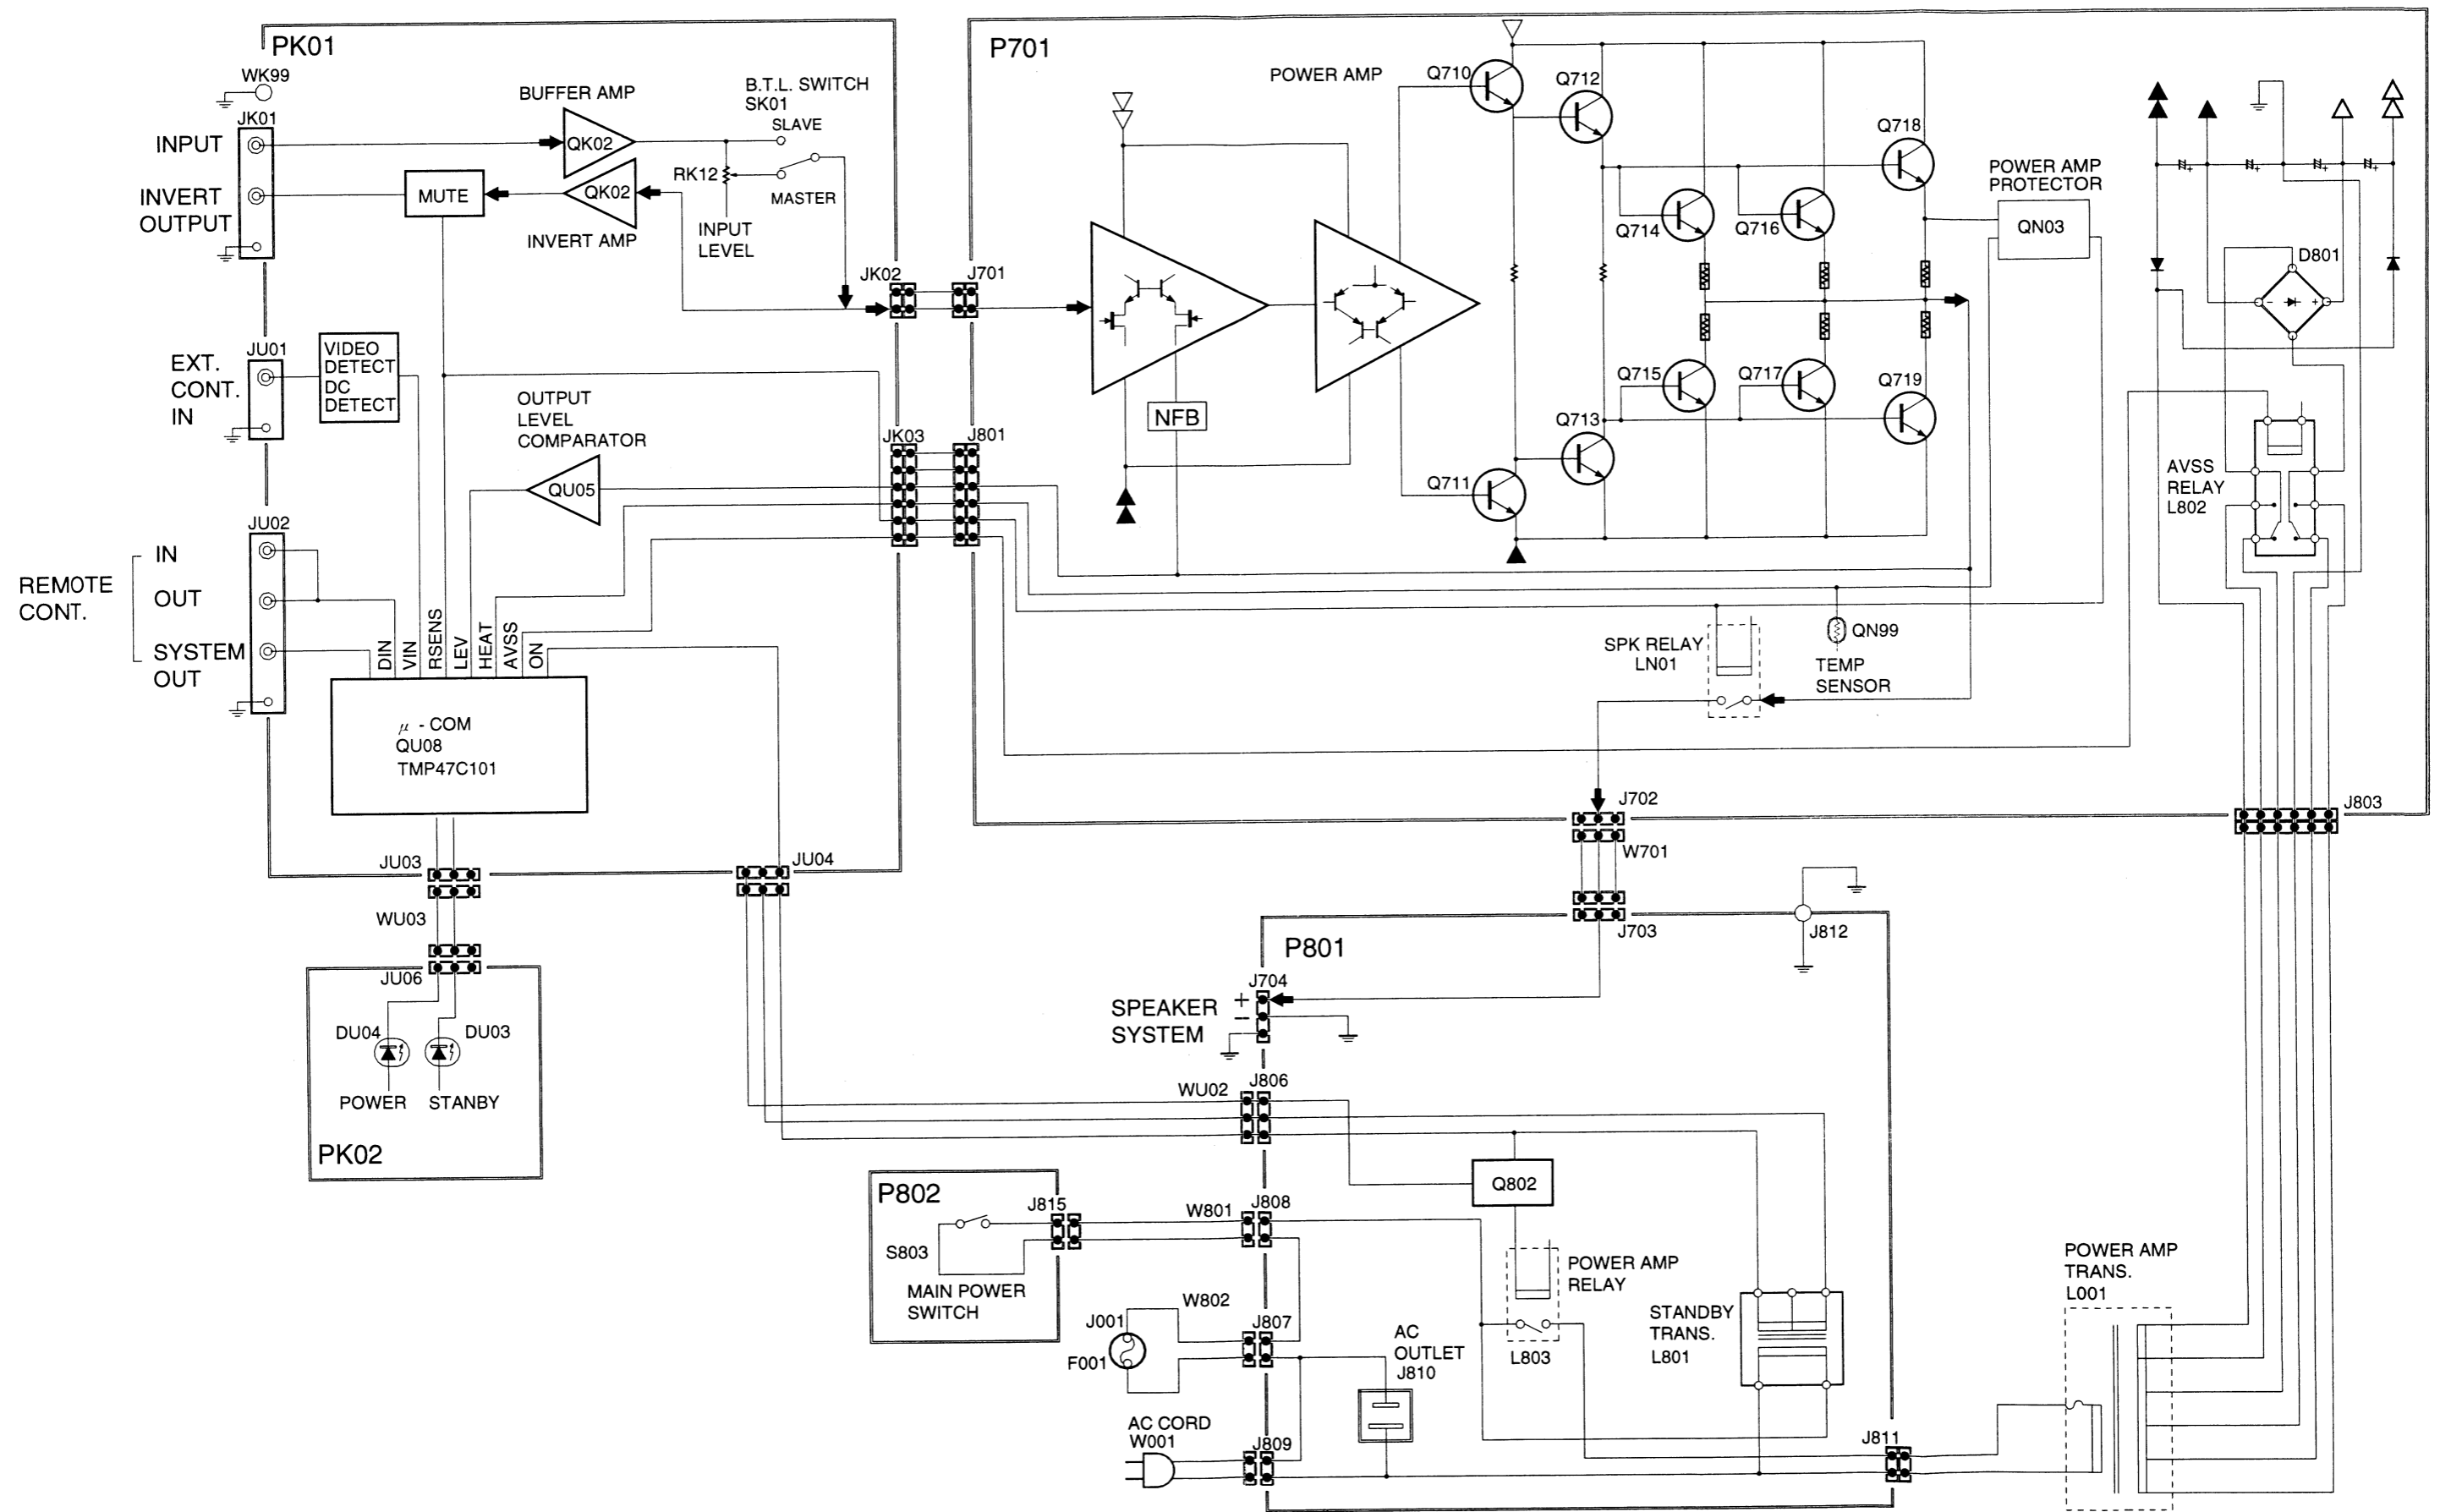 PK01
WK99
JK01
INPUT
INVERT
OUTPUT
BUFFER AMP
QK02
MUTE
QK02
INVERT AMP
B.T.L. SWITCH
SK01
SLAVE
RK12
MASTER
INPUT
LEVEL
JK02
J701
JU01
EXT.
CONT.
IN
VIDEO
DETECT
DC
DETECT
OUTPUT
LEVEL
COMPARATOR
QU05
JK03
J801
JU02
REMOTE
CONT.
IN
OUT
SYSTEM
OUT
DIN
VIN
RSENS
LEV
HEAT
AVSS
ON
μ - COM
QU08
TMP47C101
JU03
JU04
WU03
JU06
DU04
DU03
POWER
STANBY
PK02
P701
POWER AMP
Q710
Q712
Q718
Q714
Q716
Q715
Q717
Q719
Q713
Q711
NFB
POWER AMP
PROTECTOR
QN03
D801
- +
AVSS
RELAY
L802
SPK RELAY
LN01
QN99
TEMP
SENSOR
J702
W701
J803
J703
J812
P801
J704
SPEAKER
SYSTEM
+
−
WU02
J806
Q802
P802
J815
S803
MAIN POWER
SWITCH
W801
J808
W802
J807
J001
F001
AC CORD
W001
J809
AC
OUTLET
J810
POWER AMP
RELAY
L803
STANDBY
TRANS.
L801
J811
POWER AMP
TRANS.
L001